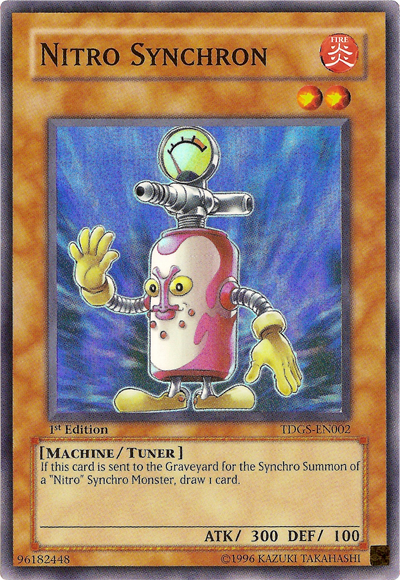 NITRO SYNCHRON
FIRE
炎
1st Edition
TDGS-EN002
[MACHINE / TUNER]
If this card is sent to the Graveyard for the Synchro Summon of
a "Nitro" Synchro Monster, draw 1 card.
ATK/ 300 DEF/ 100
96182448
©1996 KAZUKI TAKAHASHI